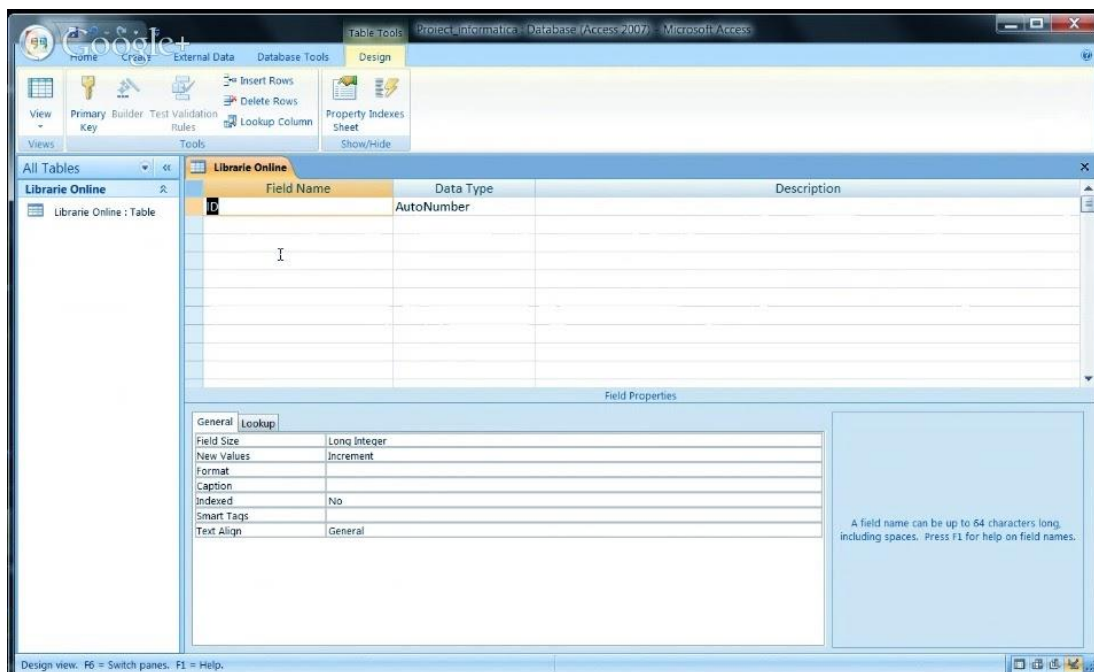 Google+
Table Tools
Proiect_informatica : Database (Access 2007) - Microsoft Access
Home Create External Data Database Tools Design
View
Primary Key
Builder
Test Validation Rules
Insert Rows
Delete Rows
Lookup Column
Property Sheet
Indexes
Views Tools Show/Hide
All Tables
Librarie Online
Librarie Online
Librarie Online : Table
Field Name Data Type Description
ID AutoNumber
Field Properties
General Lookup
Field Size Long Integer
New Values Increment
Format
Caption
Indexed No
Smart Tags
Text Align General
A field name can be up to 64 characters long,
including spaces. Press F1 for help on field names.
Design view. F6 = Switch panes. F1 = Help.